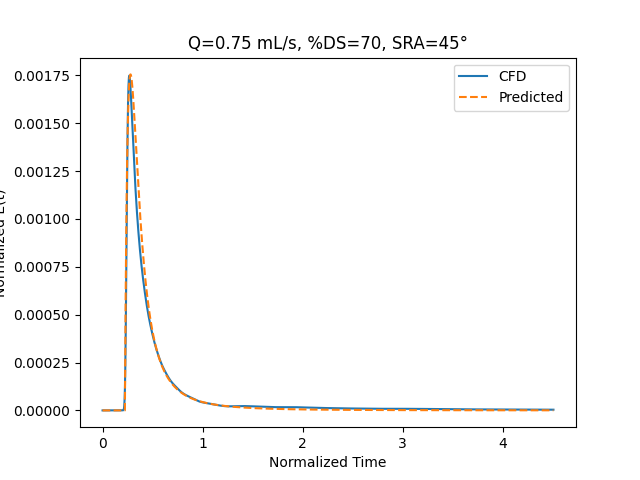 Q=0.75 mL/s, %DS=70, SRA=45°
CFD
Predicted
0.00175
0.00150
0.00125
0.00100
0.00075
0.00050
0.00025
0.00000
Normalized E(t)
0 1 2 3 4
Normalized Time